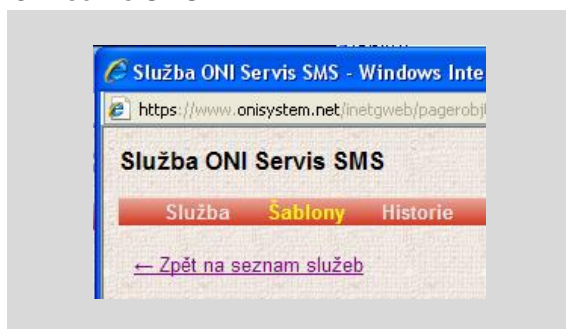 Služba ONI Servis SMS - Windows Inte
https://www.onisystem.net/inetgweb/pagerobj
Služba ONI Servis SMS
Služba Šablony Historie
← Zpět na seznam služeb